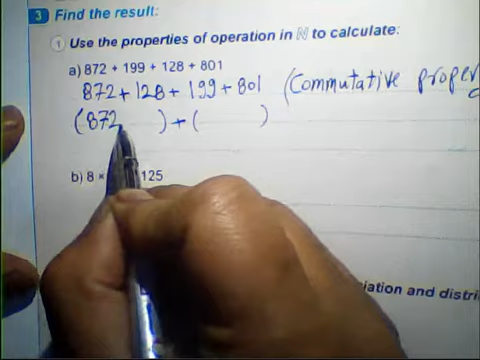 3 Find the result:
1 Use the properties of operation in ℕ to calculate:
a) 872 + 199 + 128 + 801
872 + 128 + 199 + 801 (Commutative proper
(872 ) + ( )
b) 8 × 125
iation and distri